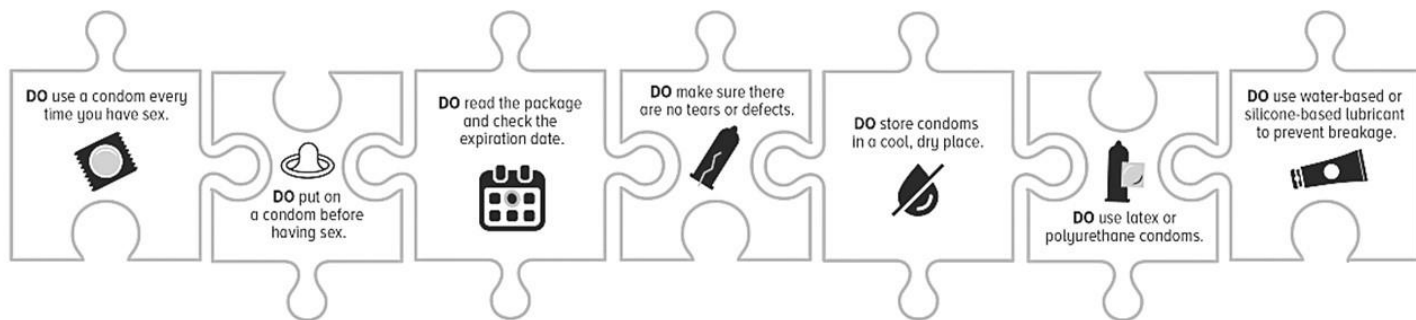 DO use a condom every
time you have sex.
DO put on
a condom before
having sex.
DO read the package
and check the
expiration date.
DO make sure there
are no tears or defects.
DO store condoms
in a cool, dry place.
DO use latex or
polyurethane condoms.
DO use water-based or
silicone-based lubricant
to prevent breakage.